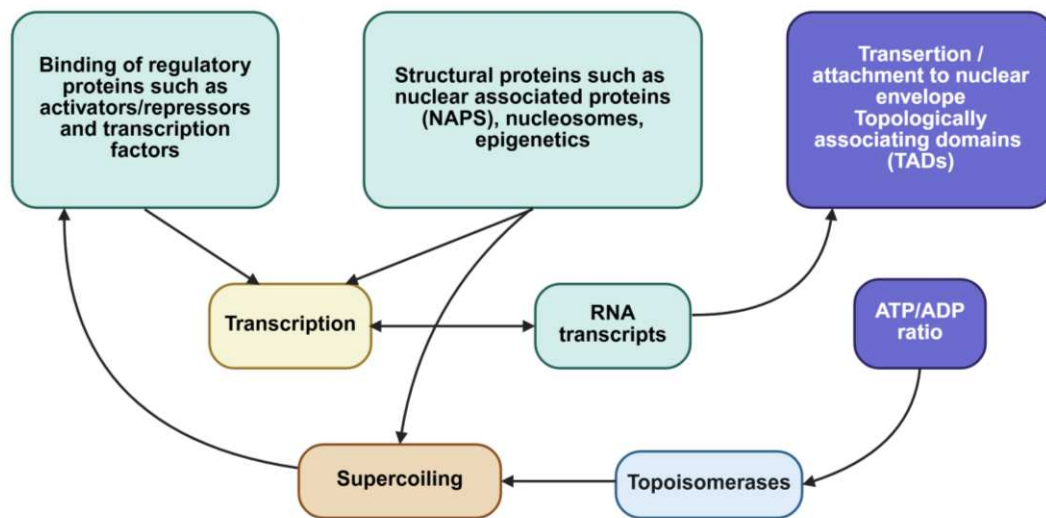 Binding of regulatory
proteins such as
activators/repressors
and transcription
factors
Structural proteins such as
nuclear associated proteins
(NAPS), nucleosomes,
epigenetics
Transertion /
attachment to nuclear
envelope
Topologically
associating domains
(TADs)
Transcription
RNA
transcripts
ATP/ADP
ratio
Supercoiling
Topoisomerases